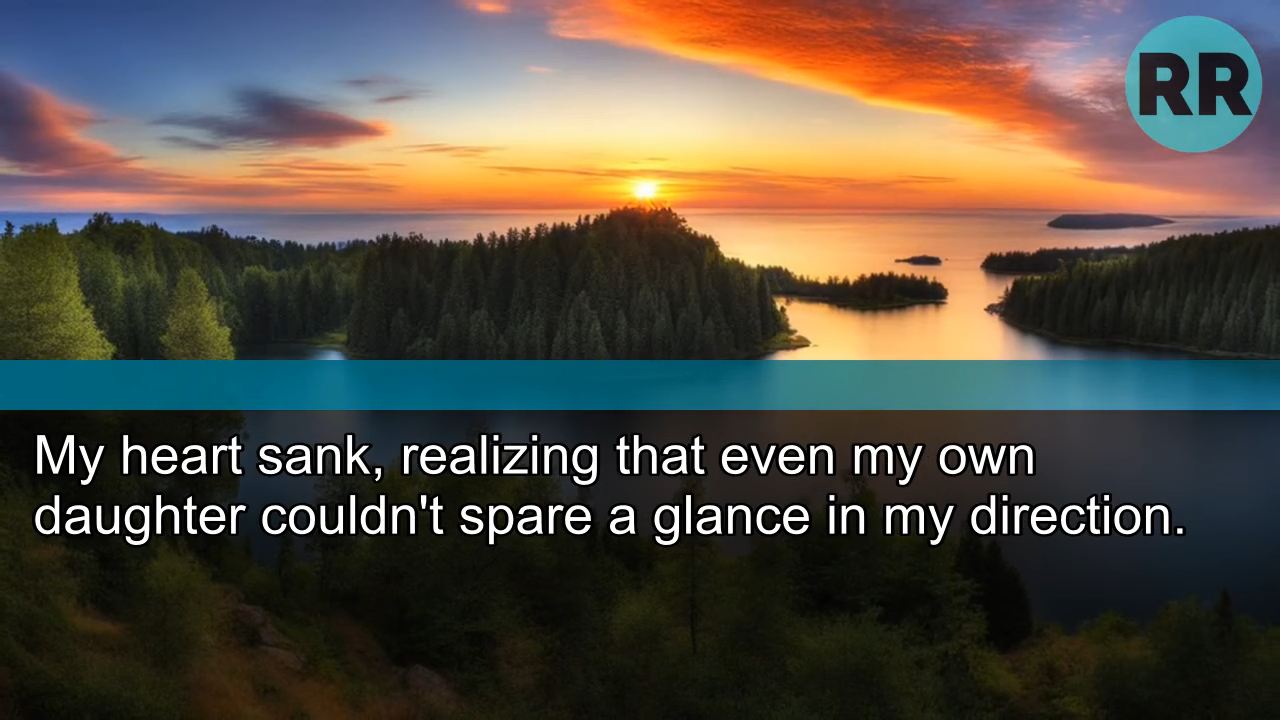 RR
My heart sank, realizing that even my own
daughter couldn't spare a glance in my direction.